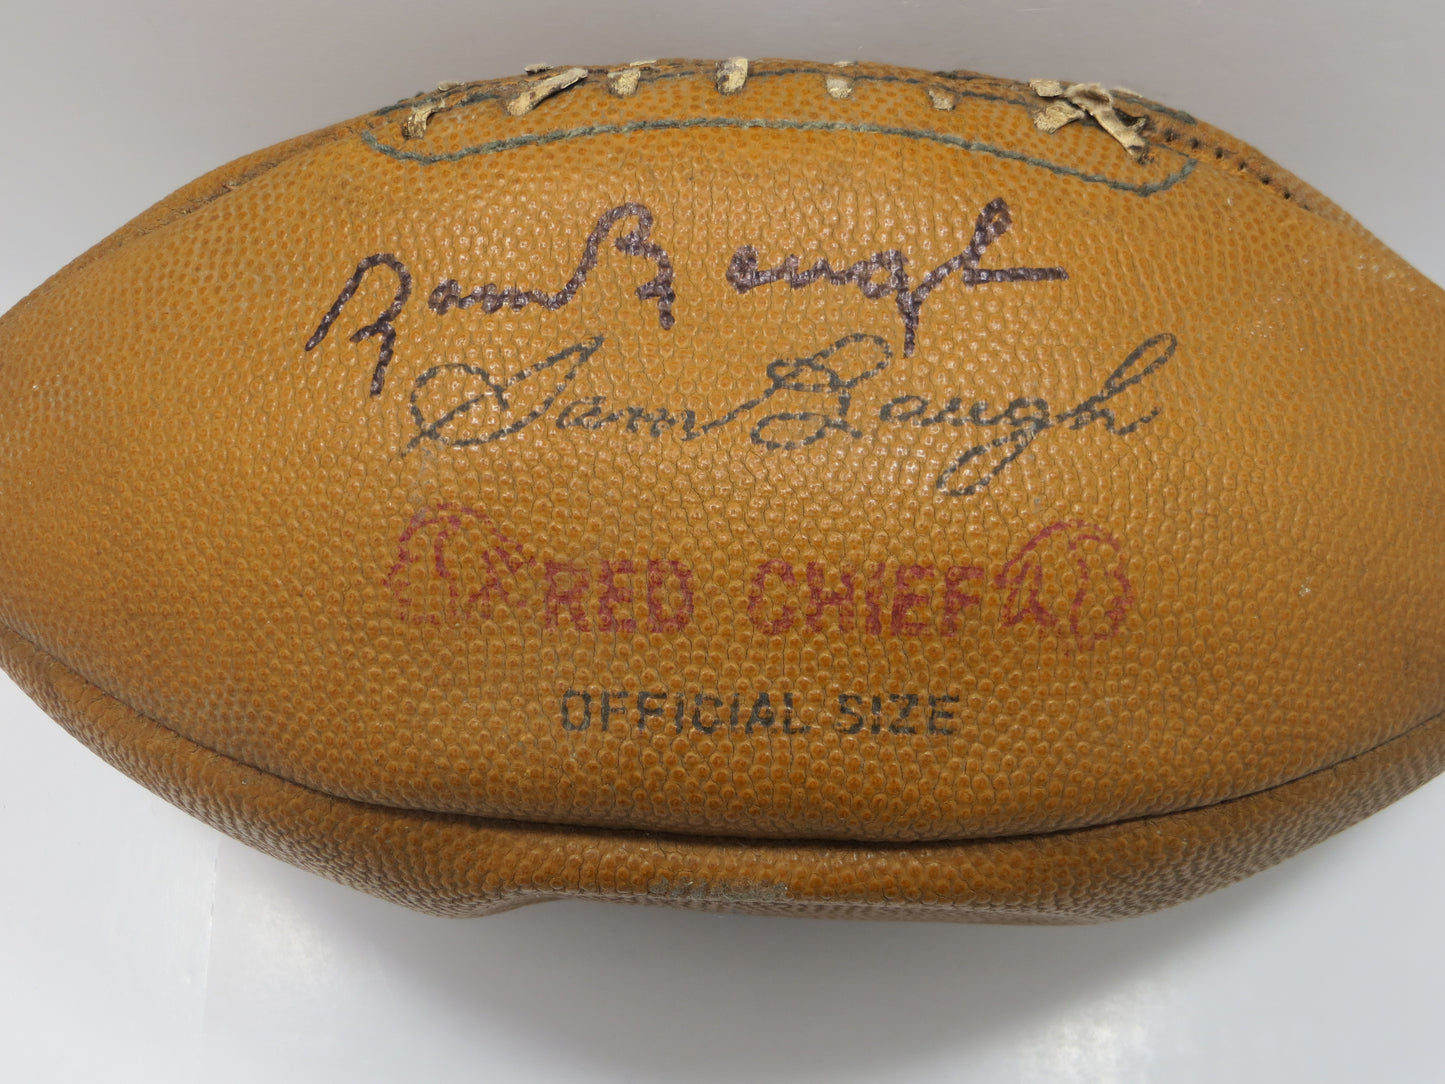 Sam Baugh
Sam Baugh
RED CHIEF
OFFICIAL SIZE